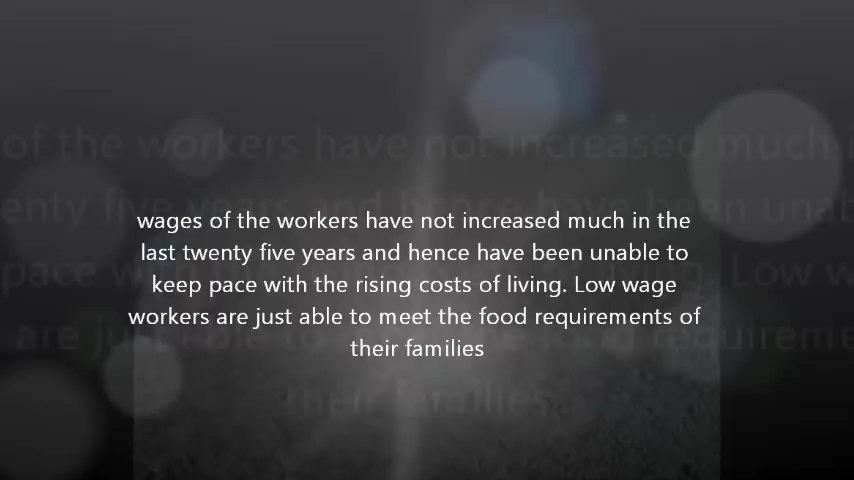 wages of the workers have not increased much in the
last twenty five years and hence have been unable to
keep pace with the rising costs of living. Low wage
workers are just able to meet the food requirements of
their families